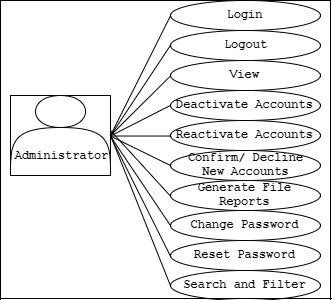 Login
Logout
View
Deactivate Accounts
Reactivate Accounts
Administrator
Confirm/ Decline
New Accounts
Generate File
Reports
Change Password
Reset Password
Search and Filter